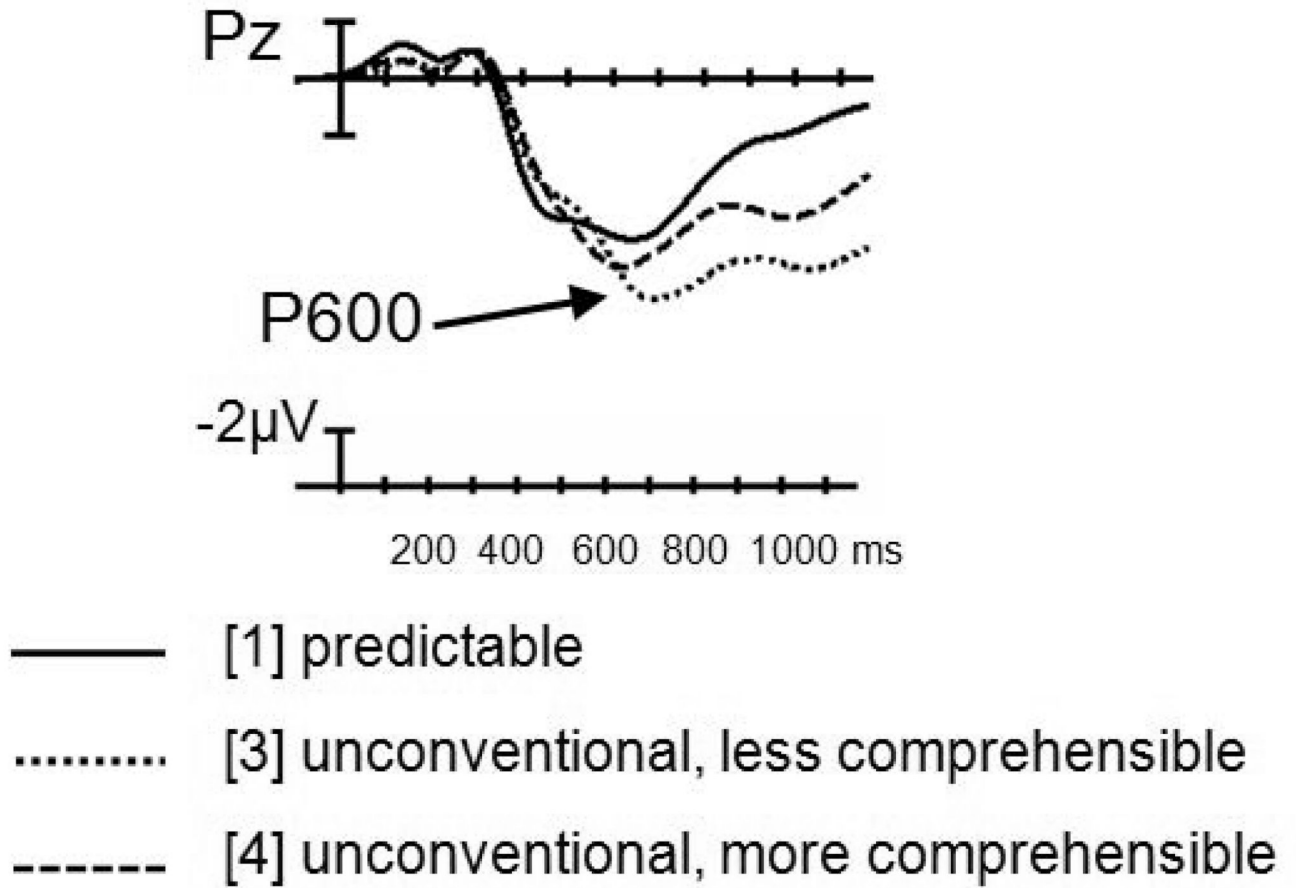 Pz
P600
-2µV
200 400 600 800 1000 ms
[1] predictable
[3] unconventional, less comprehensible
[4] unconventional, more comprehensible